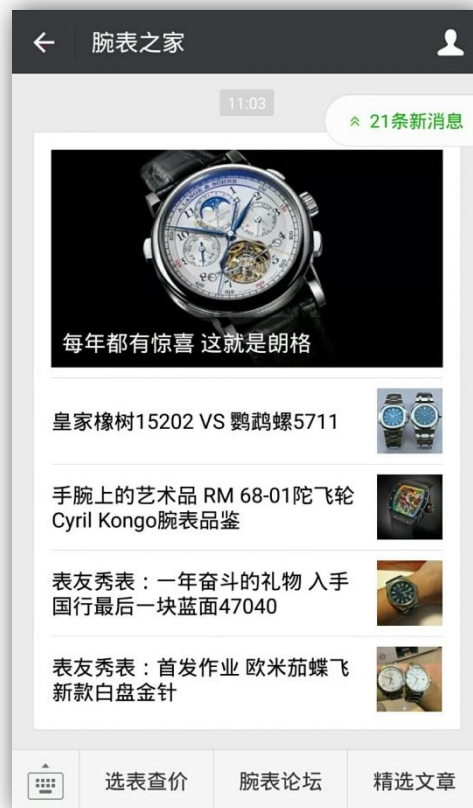 腕表之家
11:03
21条新消息
A. LANGE & SÖHNE
每年都有惊喜 这就是朗格
皇家橡树15202 VS 鹦鹉螺5711
手腕上的艺术品 RM 68-01陀飞轮
Cyril Kongo腕表品鉴
表友秀表：一年奋斗的礼物 入手
国行最后一块蓝面47040
表友秀表：首发作业 欧米茄蝶飞
新款白盘金针
选表查价
腕表论坛
精选文章